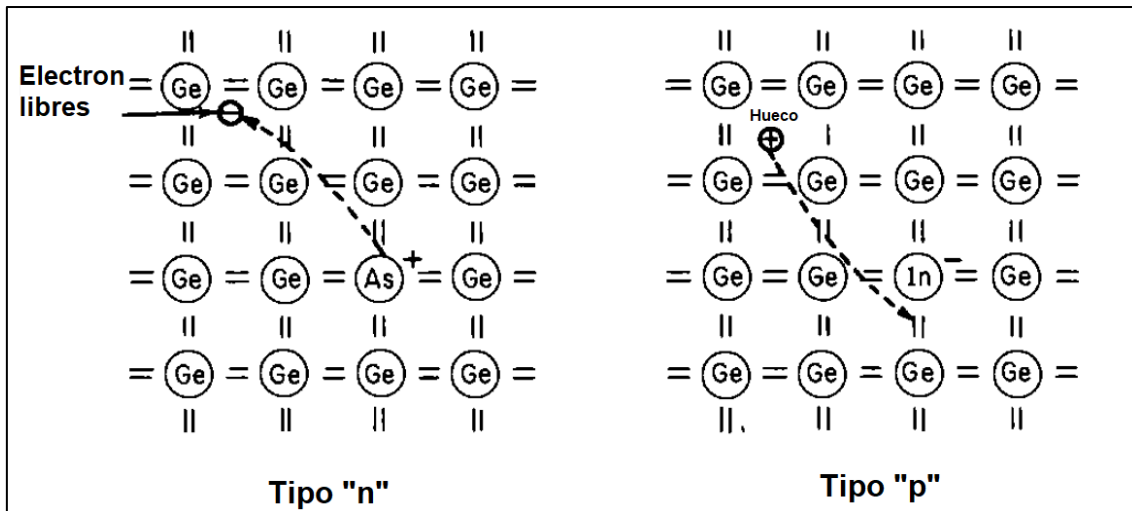 Electron
libres
Ge Ge Ge Ge
Ge Ge Ge Ge
Ge Ge As + Ge
Ge Ge Ge Ge
Tipo "n"
Hueco
Ge Ge Ge Ge
+
Ge Ge Ge Ge
Ge Ge In - Ge
Ge Ge Ge Ge
Tipo "p"